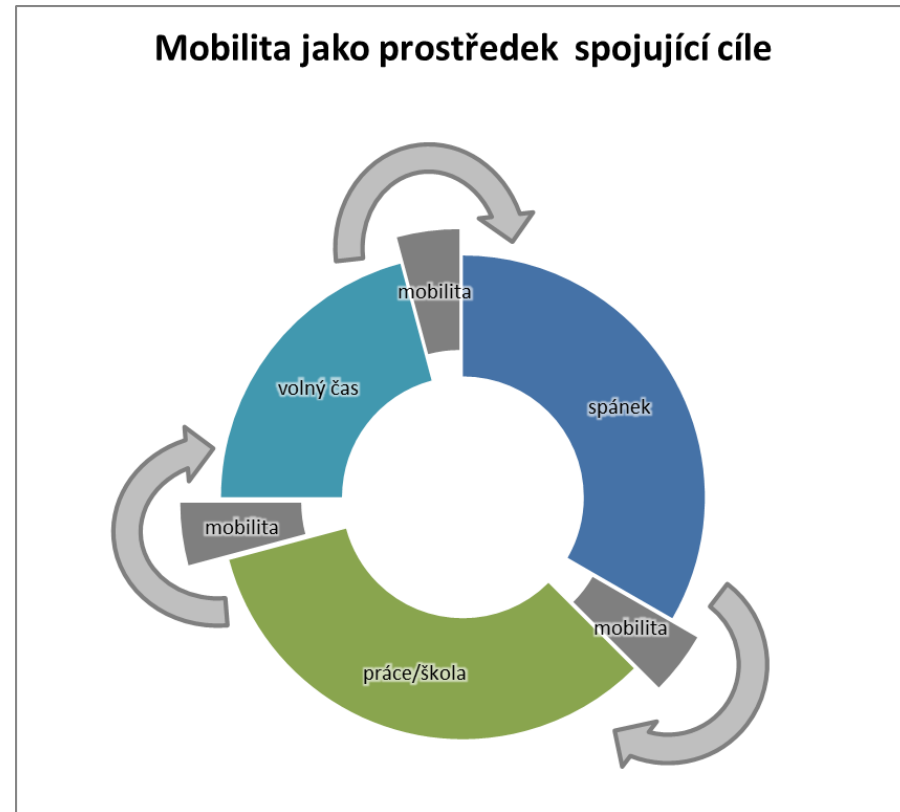 Mobilita jako prostředek  spojující cíle
mobilita
volný čas
spánek
mobilita
mobilita
práce/škola